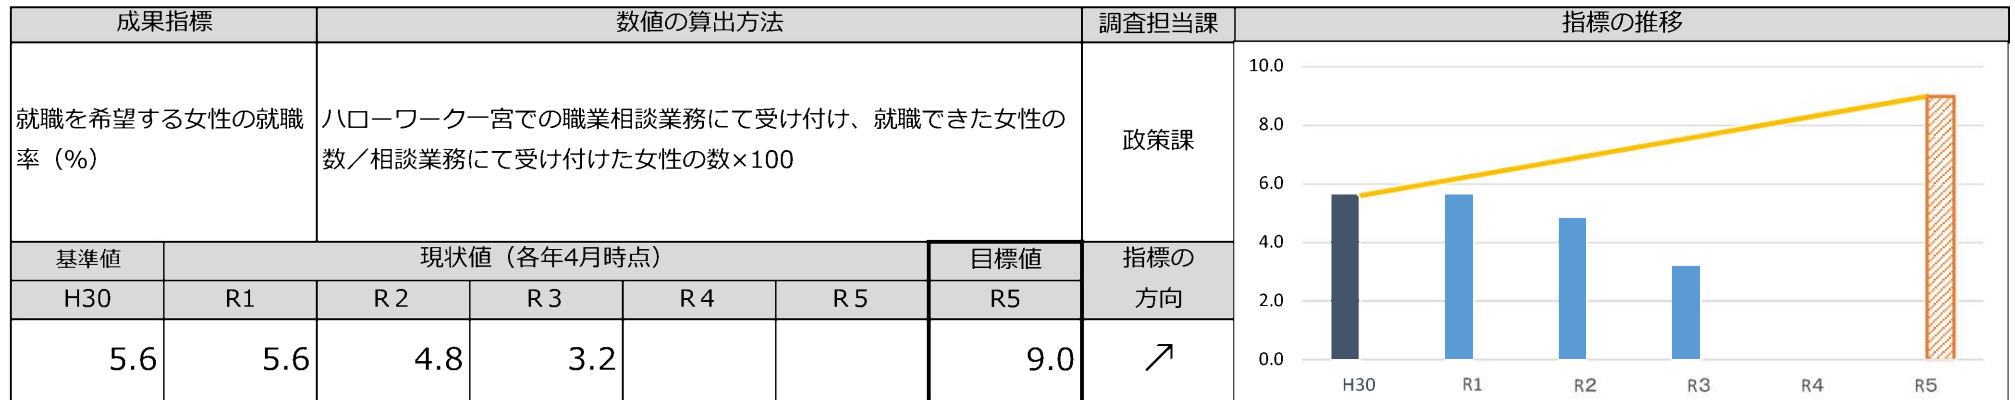 成果指標
数値の算出方法
調査担当課
指標の推移
就職を希望する女性の就職
率（%）
ハローワーク一宮での職業相談業務にて受け付け、就職できた女性の
数／相談業務にて受け付けた女性の数×100
政策課
基準値
現状値（各年4月時点）
目標値
指標の
方向
H30
R1
R２
R３
R４
R５
R5
5.6
5.6
4.8
3.2
9.0
↗
10.0
8.0
6.0
4.0
2.0
0.0
H30
R1
R2
R3
R4
R5